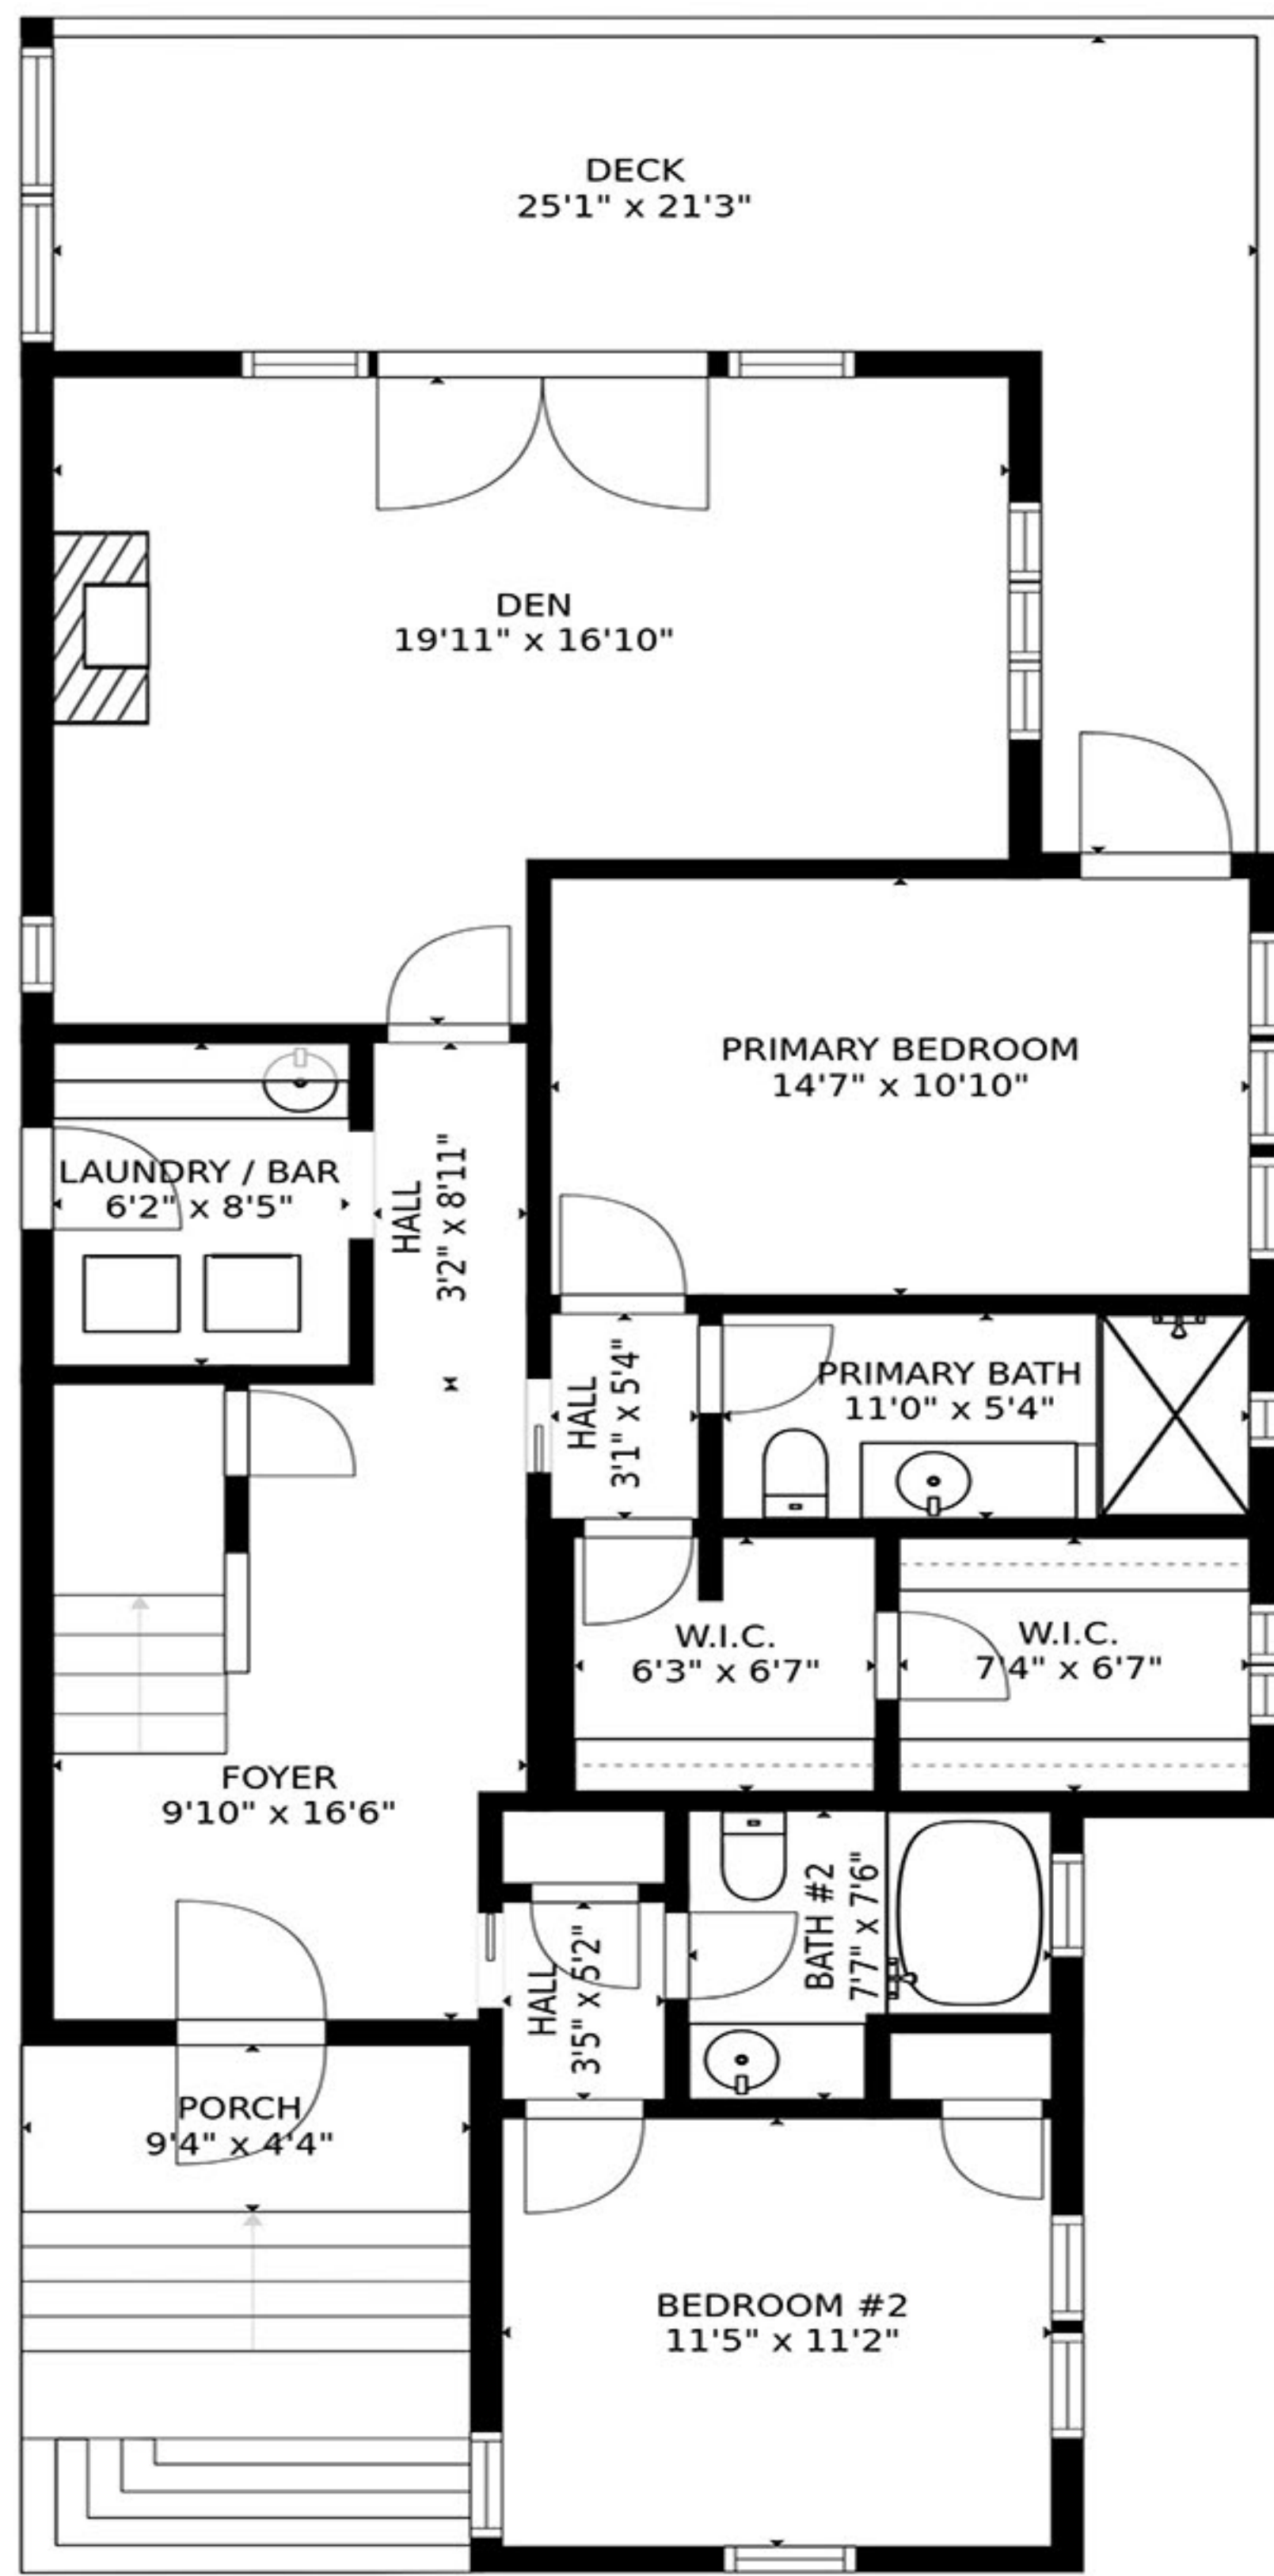 DECK
25'1" x 21'3"
DEN
19'11" x 16'10"
PRIMARY BEDROOM
14'7" x 10'10"
LAUNDRY / BAR
6'2" x 8'5"
HALL
3'2" x 8'11"
HALL
3'1" x 5'4"
PRIMARY BATH
11'0" x 5'4"
W.I.C.
6'3" x 6'7"
W.I.C.
7'4" x 6'7"
FOYER
9'10" x 16'6"
BATH #2
7'7" x 7'6"
HALL
3'5" x 5'2"
PORCH
9'4" x 4'4"
BEDROOM #2
11'5" x 11'2"